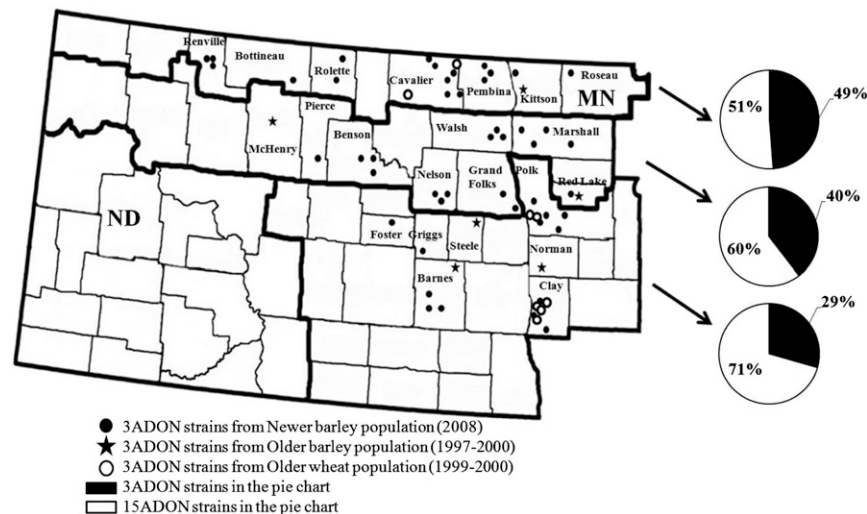 Renville
Bottineau
Rolette
Cavalier
Pembina
Kittson
Roseau
MN
51%
49%
Pierce
McHenry
Benson
Walsh
Marshall
Nelson
Grand
Folks
Polk
Red Lake
40%
60%
ND
Foster
Griggs
Steele
Norman
Barnes
Clay
29%
71%
3ADON strains from Newer barley population (2008)
3ADON strains from Older barley population (1997-2000)
3ADON strains from Older wheat population (1999-2000)
3ADON strains in the pie chart
15ADON strains in the pie chart